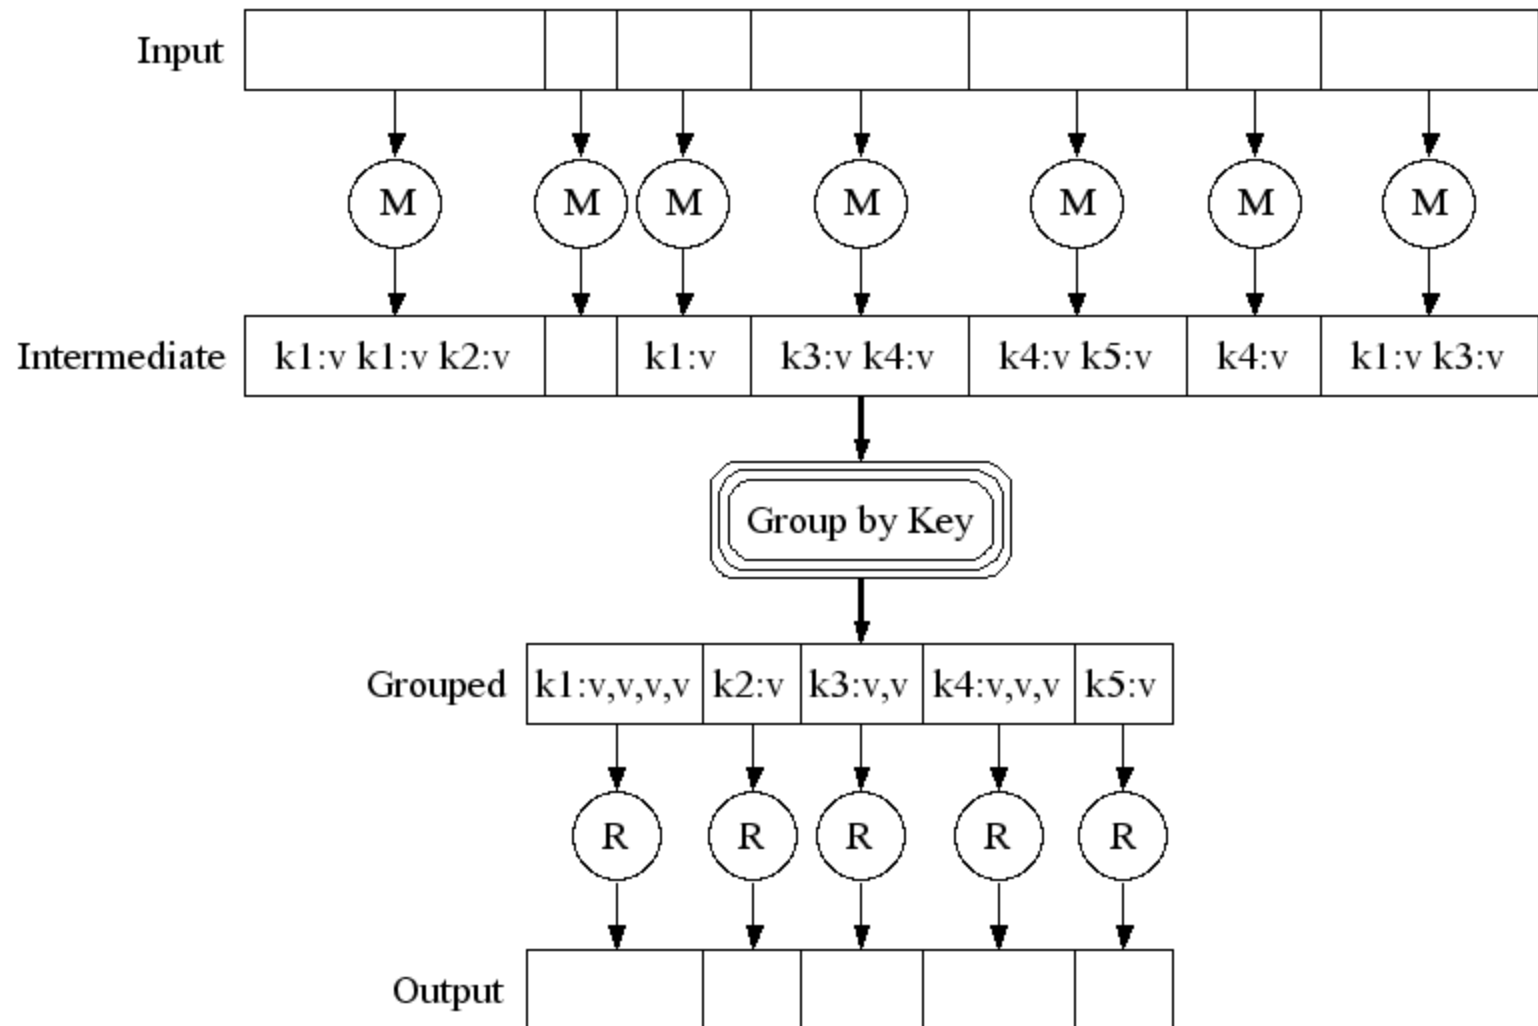 Input
M M M M M M M
Intermediate k1:v k1:v k2:v k1:v k3:v k4:v k4:v k5:v k4:v k1:v k3:v
Group by Key
Grouped k1:v,v,v,v k2:v k3:v,v k4:v,v,v k5:v
R R R R R
Output